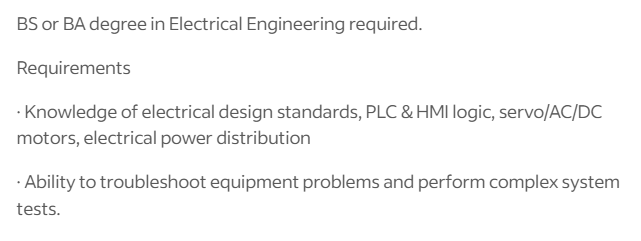 BS or BA degree in Electrical Engineering required.
Requirements
· Knowledge of electrical design standards, PLC & HMI logic, servo/AC/DC
motors, electrical power distribution
· Ability to troubleshoot equipment problems and perform complex system
tests.